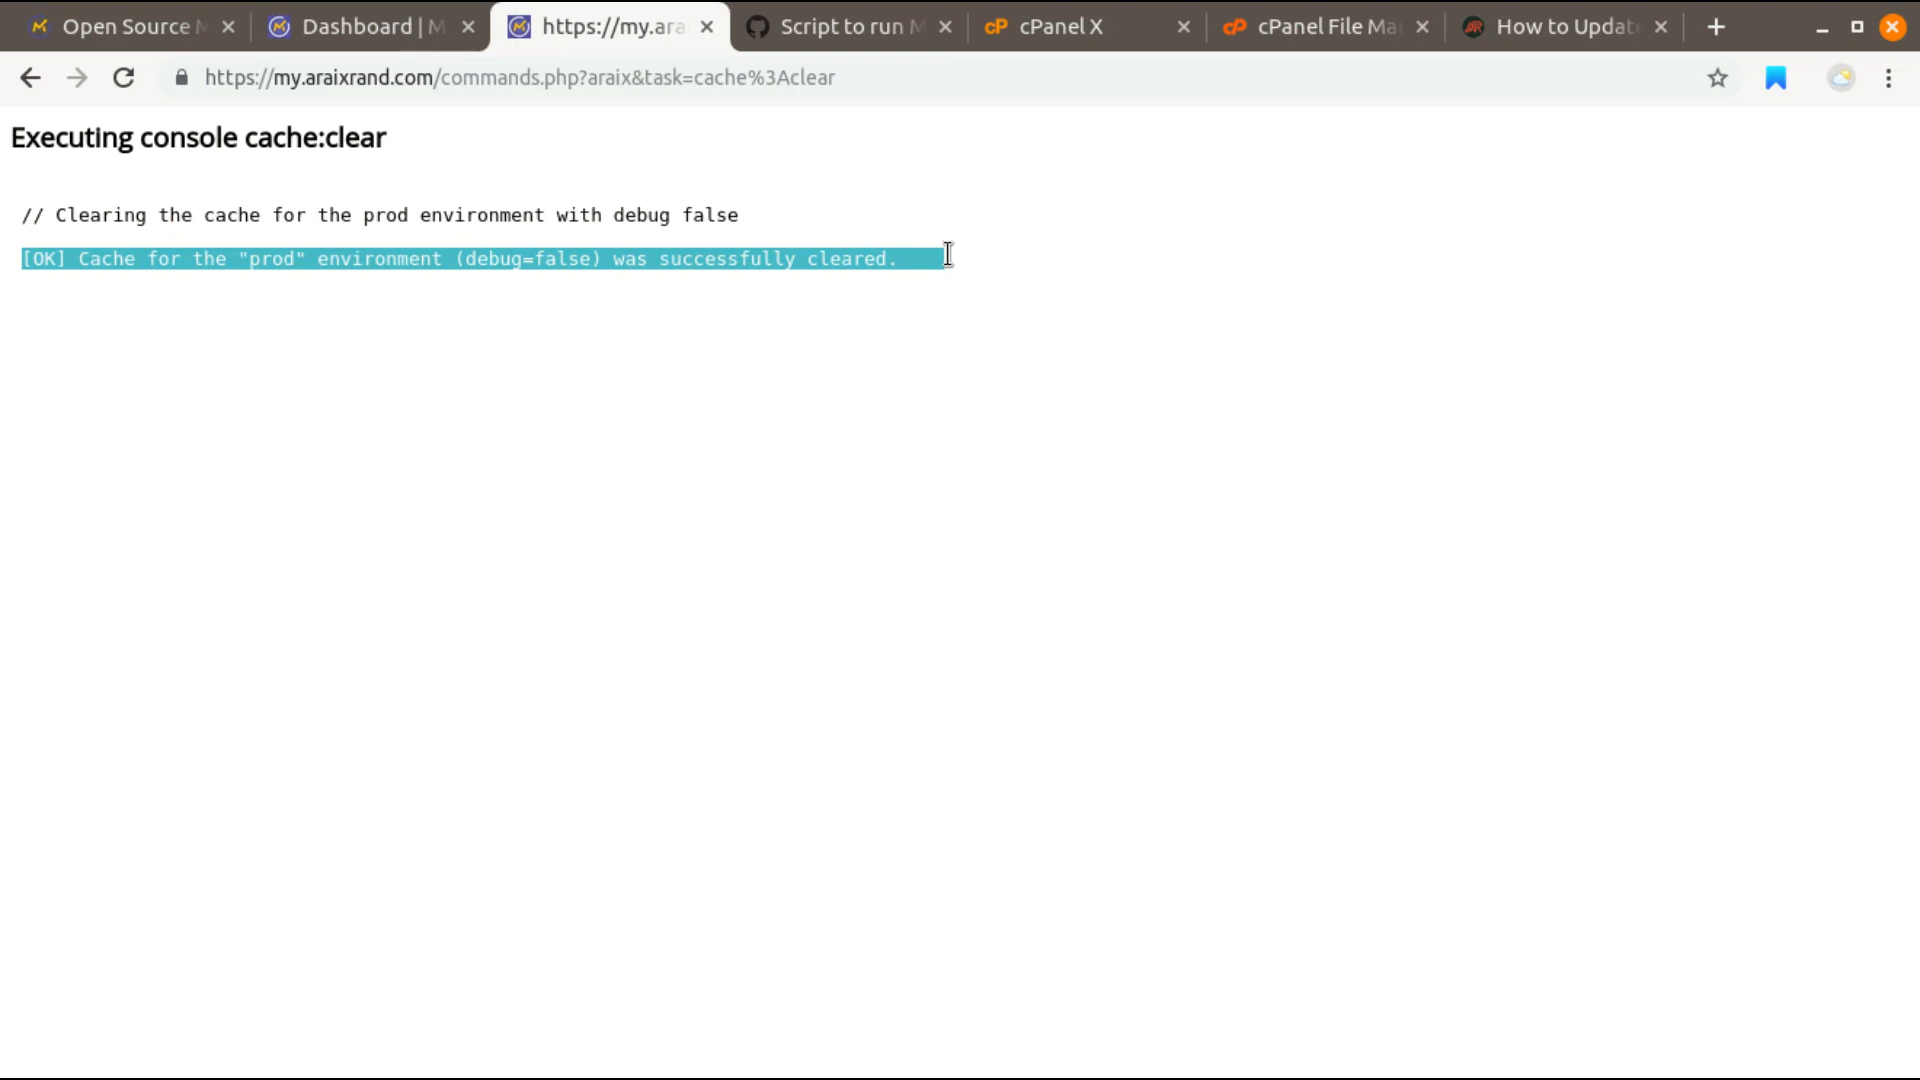 Open Source M
Dashboard | M
https://my.ara
Script to run M
cPanel X
cPanel File Ma
How to Updat
https://my.araixrand.com/commands.php?araix&task=cache%3Aclear
Executing console cache:clear
// Clearing the cache for the prod environment with debug false
[OK] Cache for the "prod" environment (debug=false) was successfully cleared.